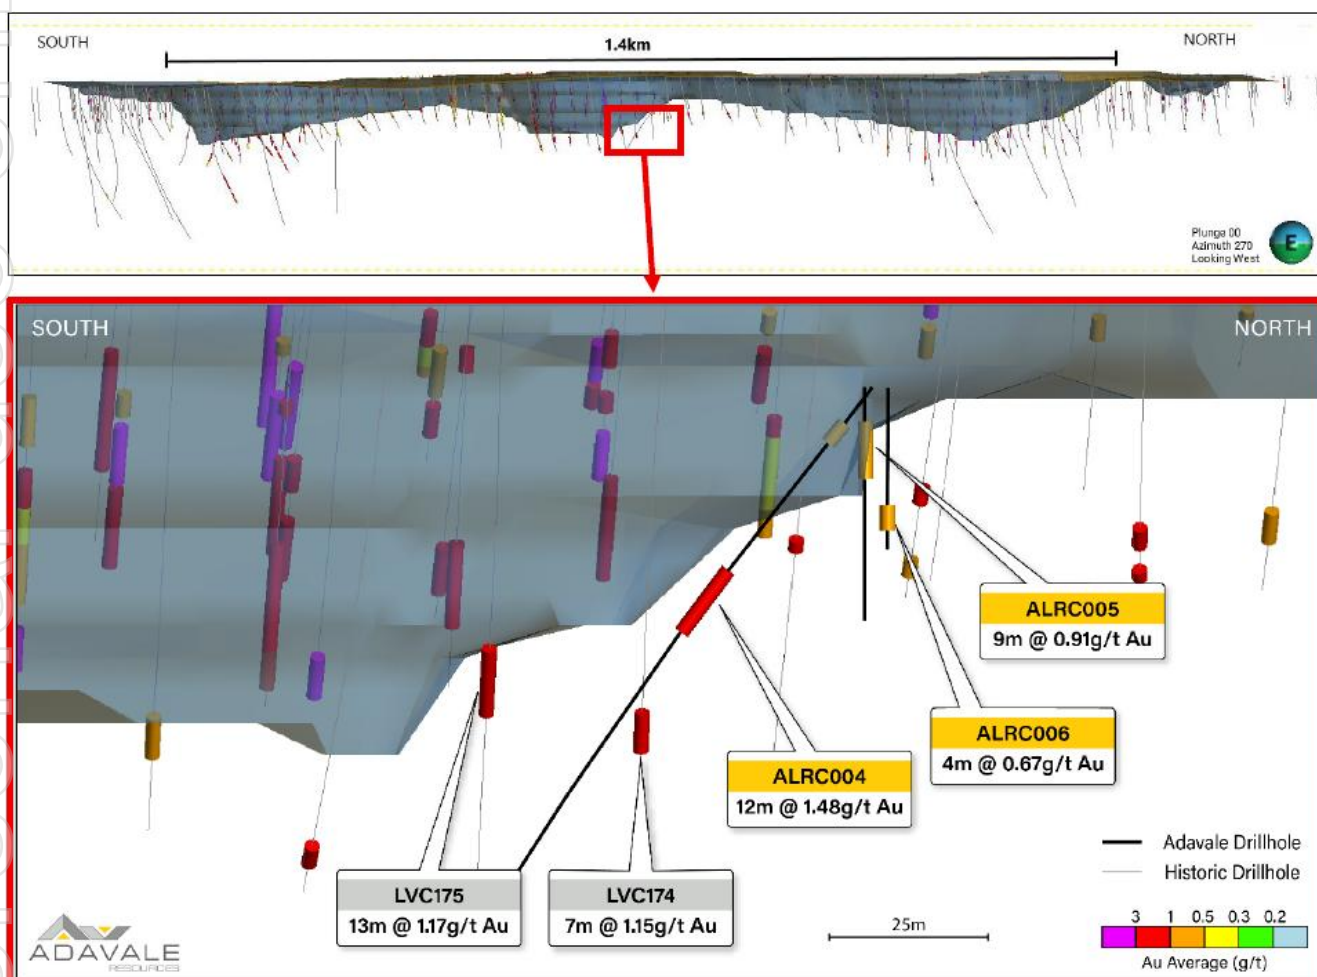 SOUTH
1.4km
NORTH
Plunge 00
Azimuth 270
Looking West
E
SOUTH
NORTH
ALRC005
9m @ 0.91g/t Au
ALRC006
4m @ 0.67g/t Au
ALRC004
12m @ 1.48g/t Au
LVC175
13m @ 1.17g/t Au
LVC174
7m @ 1.15g/t Au
Adavale Drillhole
Historic Drillhole
25m
3 1 0.5 0.3 0.2
Au Average (g/t)
ADAVALE
RESOURCES